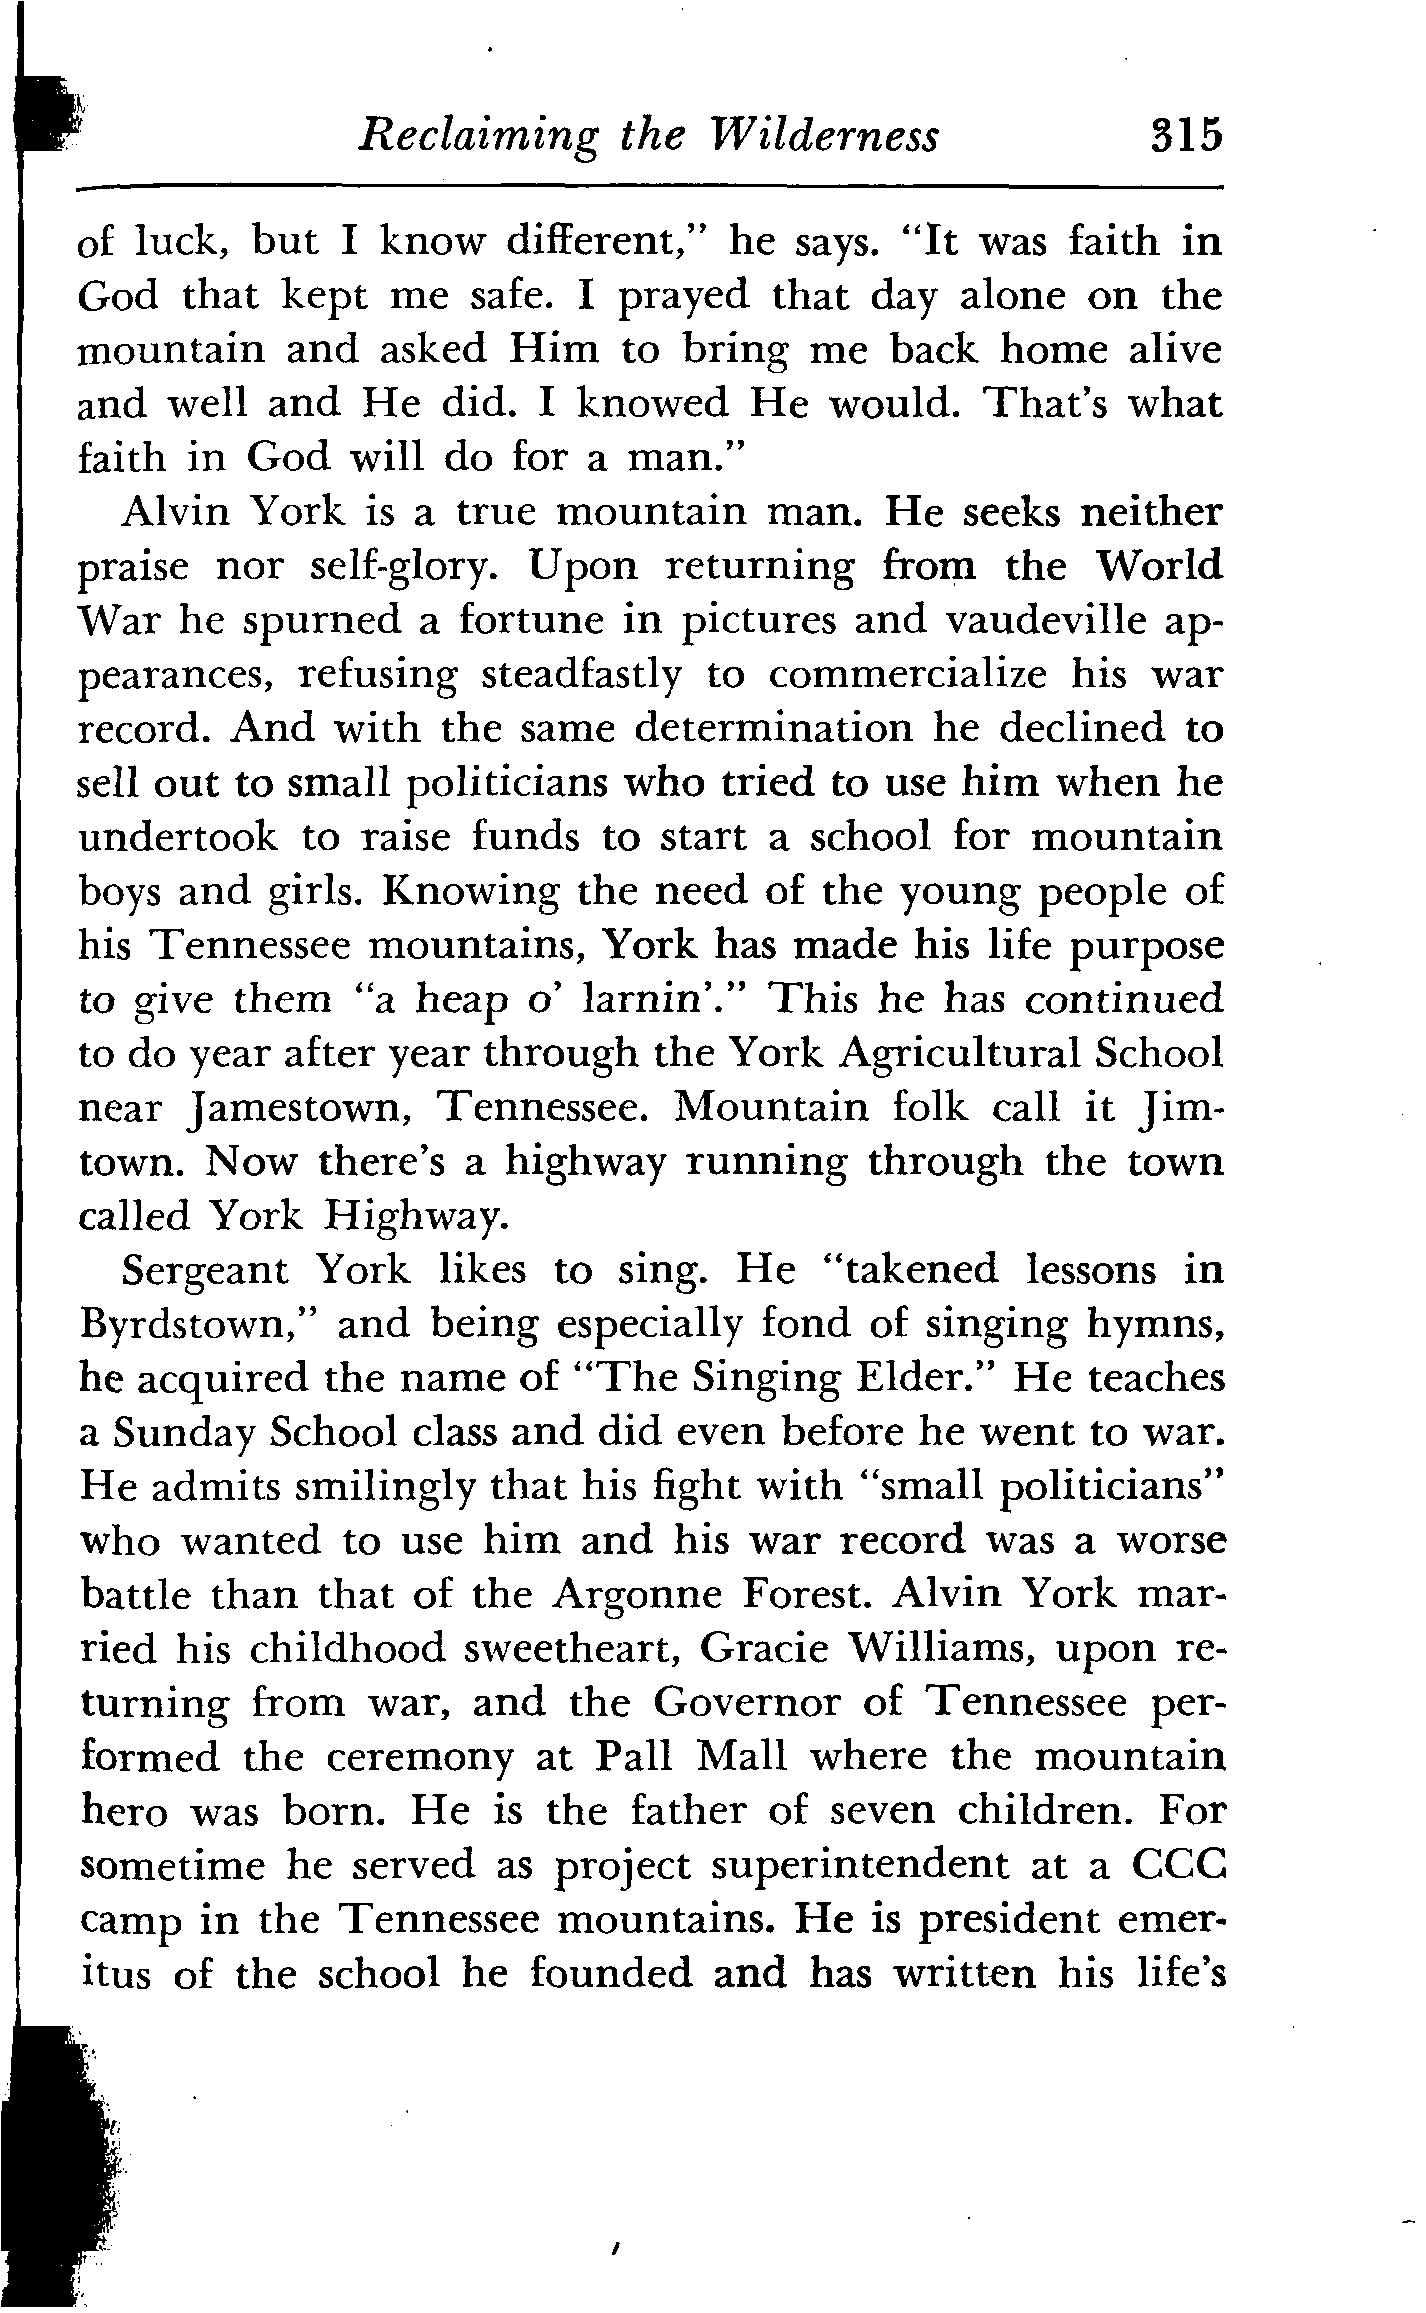 Reclaiming the Wilderness 315
of luck, but I know different," he says. "It was faith in
God that kept me safe. I prayed that day alone on the
mountain and asked Him to bring me back home alive
and well and He did. I knowed He would. That's what
faith in God will do for a man."
Alvin York is a true mountain man. He seeks neither
praise nor self-glory. Upon returning from the World
War he spurned a fortune in pictures and vaudeville ap-
pearances, refusing steadfastly to commercialize his war
record. And with the same determination he declined to
sell out to small politicians who tried to use him when he
undertook to raise funds to start a school for mountain
boys and girls. Knowing the need of the young people of
his Tennessee mountains, York has made his life purpose
to give them "a heap o' larnin'." This he has continued
to do year after year through the York Agricultural School
near Jamestown, Tennessee. Mountain folk call it Jim-
town. Now there's a highway running through the town
called York Highway.
Sergeant York likes to sing. He "takened lessons in
Byrdstown," and being especially fond of singing hymns,
he acquired the name of "The Singing Elder." He teaches
a Sunday School class and did even before he went to war.
He admits smilingly that his fight with "small politicians"
who wanted to use him and his war record was a worse
battle than that of the Argonne Forest. Alvin York mar-
ried his childhood sweetheart, Gracie Williams, upon re-
turning from war, and the Governor of Tennessee per-
formed the ceremony at Pall Mall where the mountain
hero was born. He is the father of seven children. For
sometime he served as project superintendent at a CCC
camp in the Tennessee mountains. He is president emer-
itus of the school he founded and has written his life's